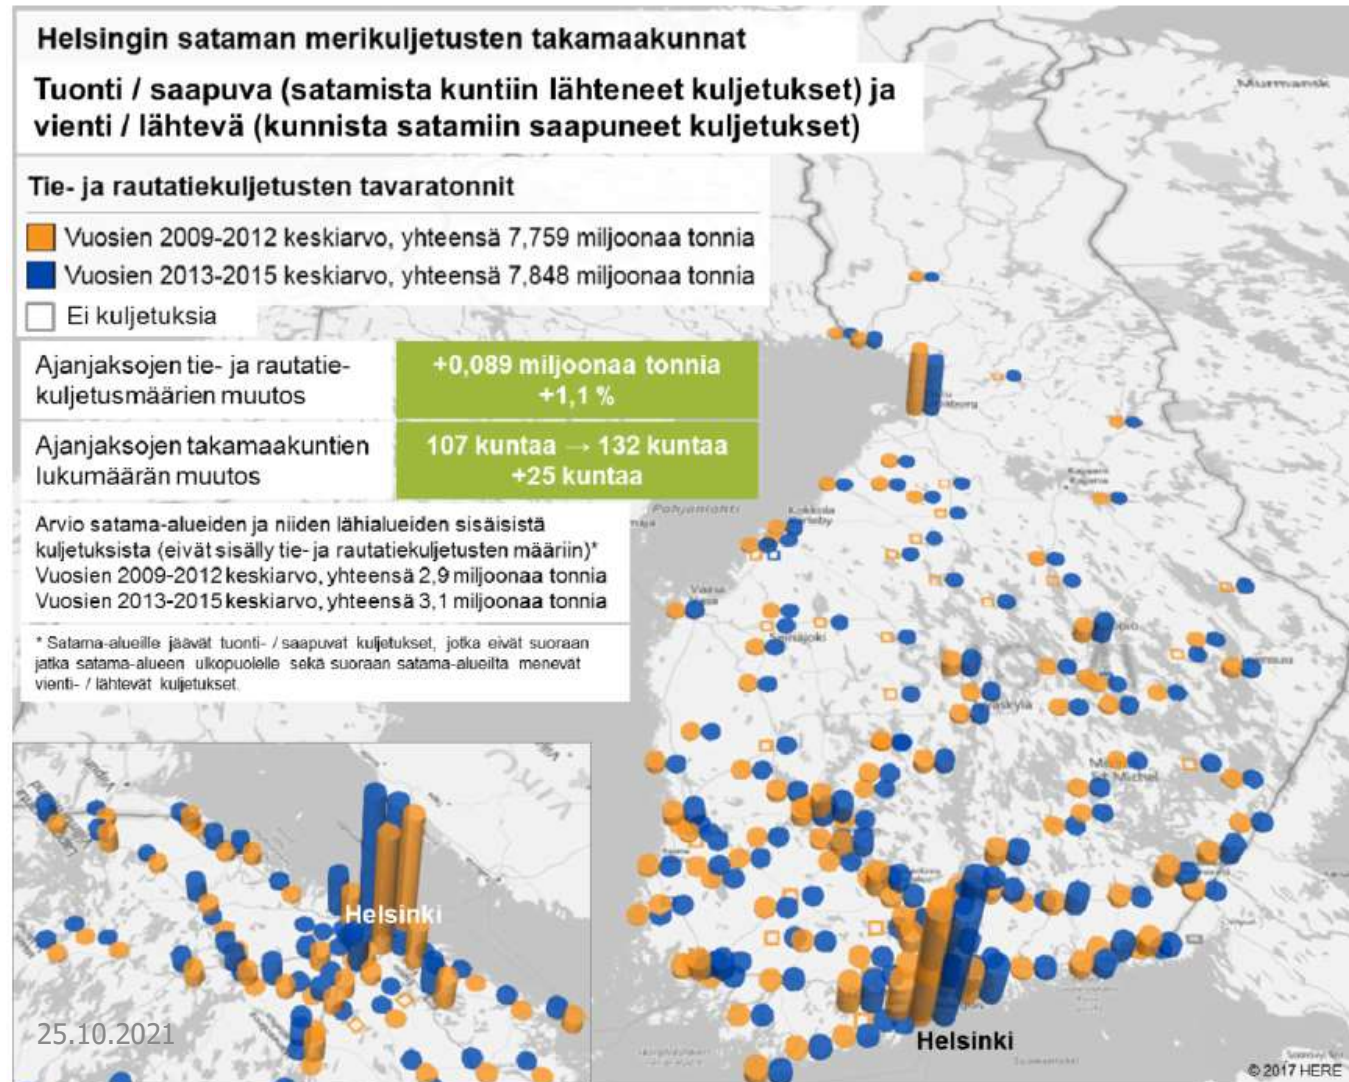 Helsingin sataman merikuljetusten takamaakunnat
Tuonti / saapuva (satamista kuntiin lähteneet kuljetukset) ja
vienti / lähtevä (kunnista satamiin saapuneet kuljetukset)
Tie- ja rautatiekuljetusten tavaratonnit
Vuosien 2009-2012 keskiarvo, yhteensä 7,759 miljoonaa tonnia
Vuosien 2013-2015 keskiarvo, yhteensä 7,848 miljoonaa tonnia
Ei kuljetuksia
Ajanjaksojen tie- ja rautatie-
kuljetusmäärien muutos
+0,089 miljoonaa tonnia
+1,1 %
Ajanjaksojen takamaakuntien
lukumäärän muutos
107 kuntaa → 132 kuntaa
+25 kuntaa
Arvio satama-alueiden ja niiden lähialueiden sisäisistä
kuljetuksista (eivät sisälly tie- ja rautatiekuljetusten määriin)*
Vuosien 2009-2012 keskiarvo, yhteensä 2,9 miljoonaa tonnia
Vuosien 2013-2015 keskiarvo, yhteensä 3,1 miljoonaa tonnia
* Satama-alueille jäävät tuonti- / saapuvat kuljetukset, jotka eivät suoraan
jatka satama-alueen ulkopuolelle sekä suoraan satama-alueilta menevät
vienti- / lähtevät kuljetukset.
Murmansk
Pohjanlahti
Kokkola
Seinäjoki
St Michel
Helsinki
Helsinki
25.10.2021
© 2017 HERE